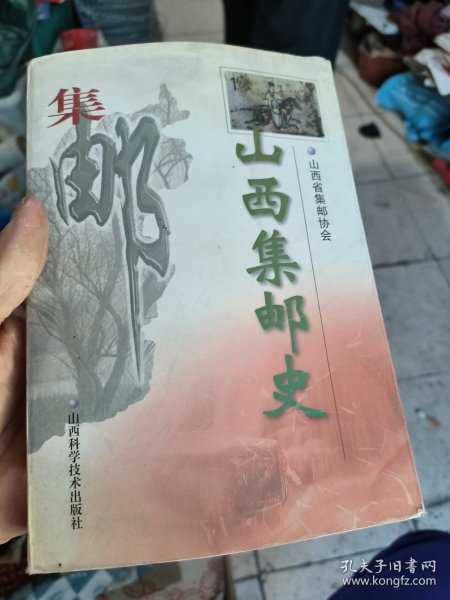 集
邮
山西集邮史
山西省集邮协会
山西科学技术出版社
孔夫子旧书网
www.kongfz.com